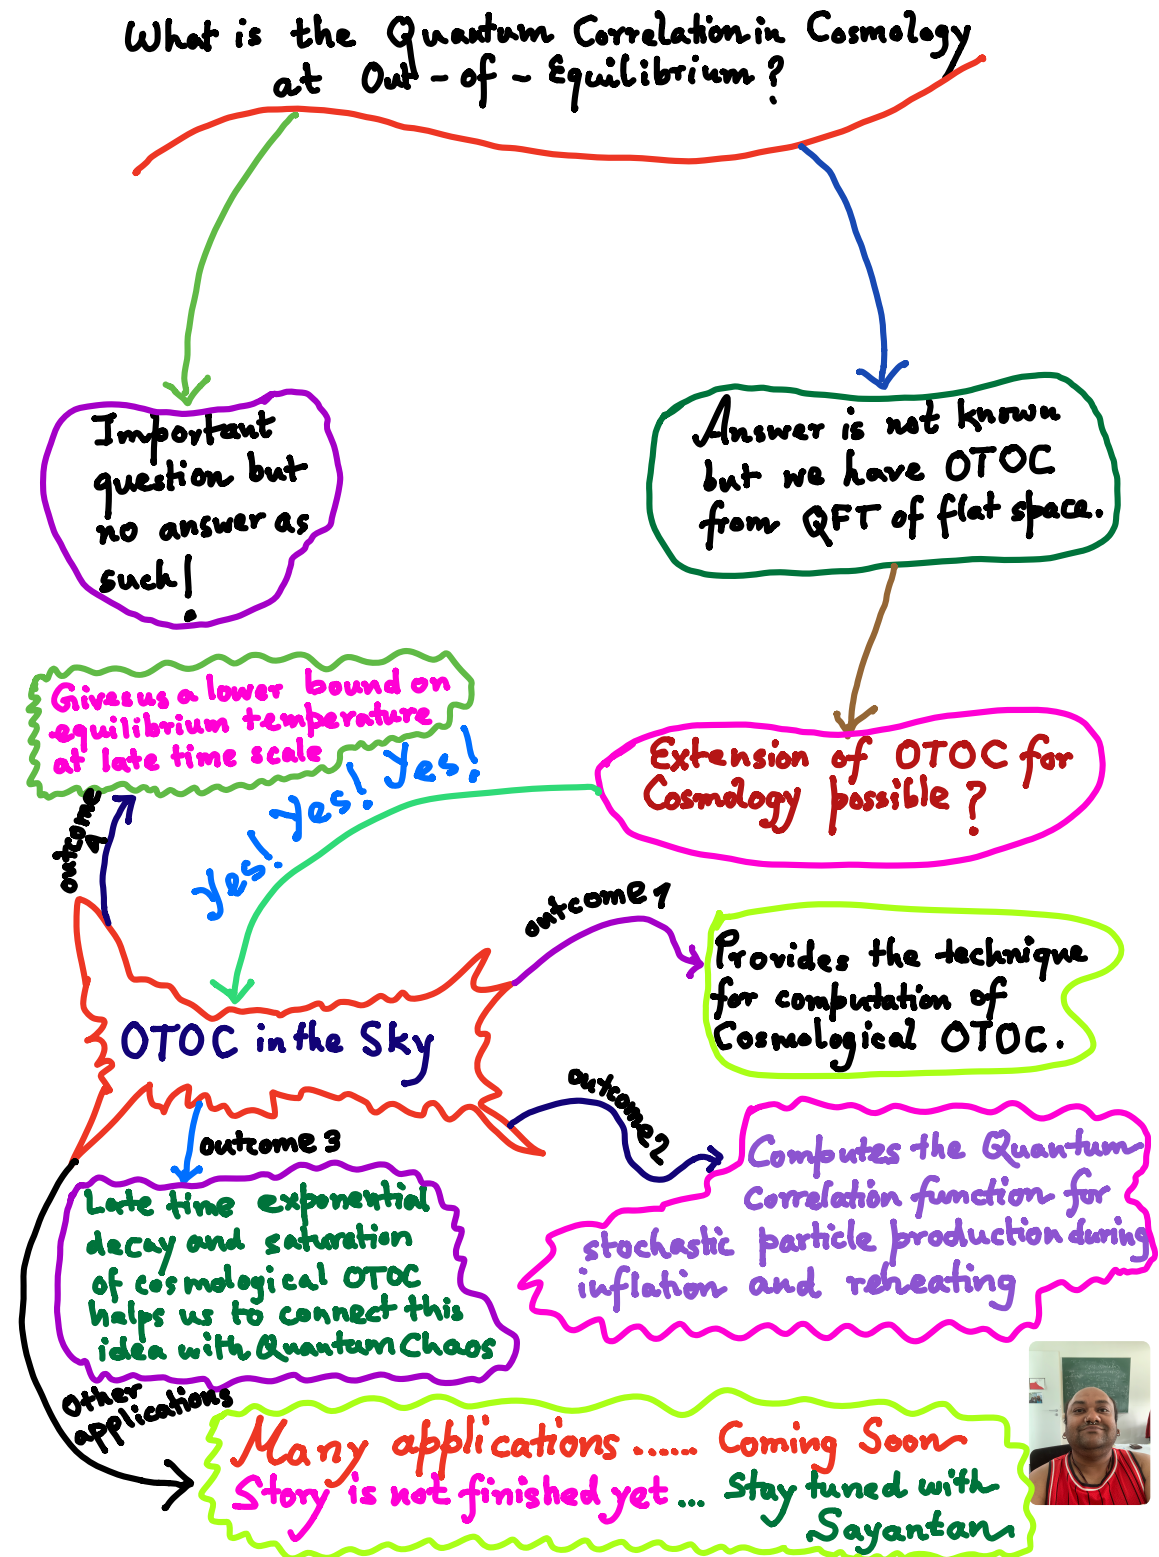 What is the Quantum Correlation in Cosmology
at Out-of-Equilibrium?
Important
question but
no answer as
such!
Answer is not known
but we have OTOC
from QFT of flat space.
Gives us a lower bound on
equilibrium temperature
at late time scale
Yes! Yes! Yes!
Extension of OTOC for
Cosmology possible?
outcome
4
outcome 1
Provides the technique
for computation of
Cosmological OTOC.
OTOC in the Sky
outcome 2
outcome 3
Computes the Quantum
Correlation function for
stochastic particle production during
inflation and reheating
Late time exponential
decay and saturation
of cosmological OTOC
helps us to connect this
idea with Quantum Chaos
Other
applications
Many applications ...... Coming Soon
Story is not finished yet ... Stay tuned with
Sayantan